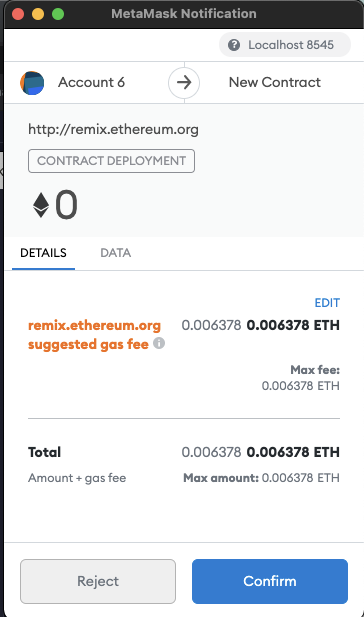 MetaMask Notification
Localhost 8545
Account 6
New Contract
http://remix.ethereum.org
CONTRACT DEPLOYMENT
0
DETAILS DATA
EDIT
remix.ethereum.org 0.006378 0.006378 ETH
suggested gas fee
Max fee:
0.006378 ETH
Total 0.006378 0.006378 ETH
Amount + gas fee Max amount: 0.006378 ETH
Reject Confirm